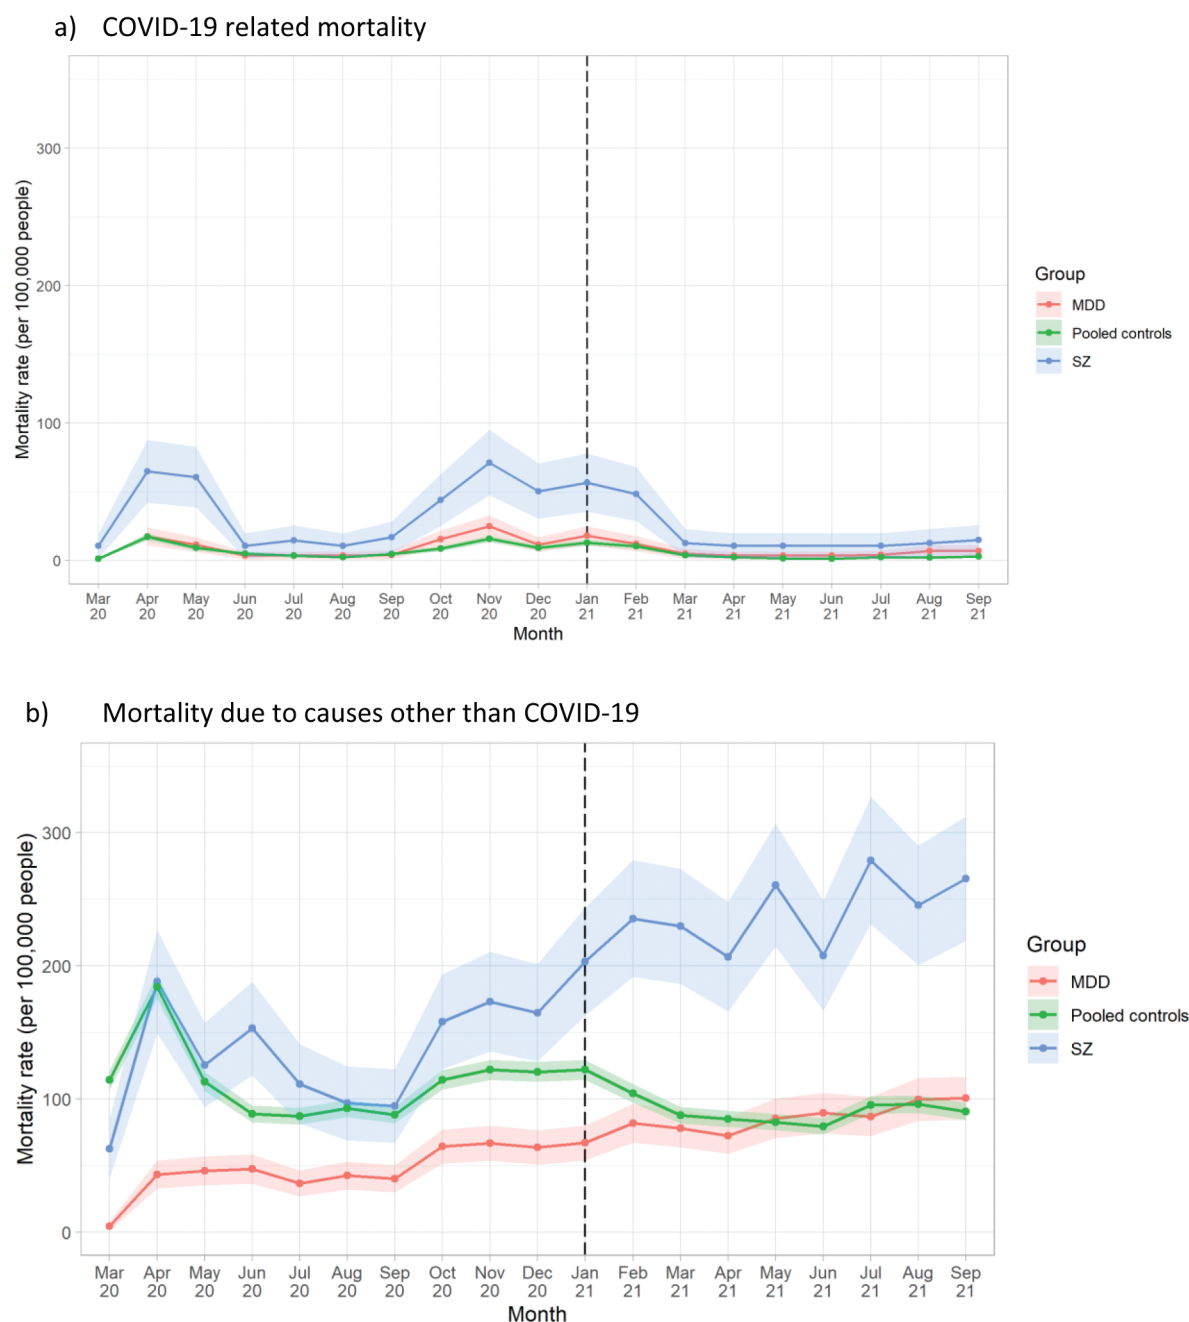 a) COVID-19 related mortality
Mortality rate (per 100,000 people)
300
200
100
0
Mar Apr May Jun Jul Aug Sep Oct Nov Dec Jan Feb Mar Apr May Jun Jul Aug Sep
20 20 20 20 20 20 20 20 20 20 21 21 21 21 21 21 21 21 21
Month
Group
MDD
Pooled controls
SZ
b) Mortality due to causes other than COVID-19
Mortality rate (per 100,000 people)
300
200
100
0
Mar Apr May Jun Jul Aug Sep Oct Nov Dec Jan Feb Mar Apr May Jun Jul Aug Sep
20 20 20 20 20 20 20 20 20 20 21 21 21 21 21 21 21 21 21
Month
Group
MDD
Pooled controls
SZ